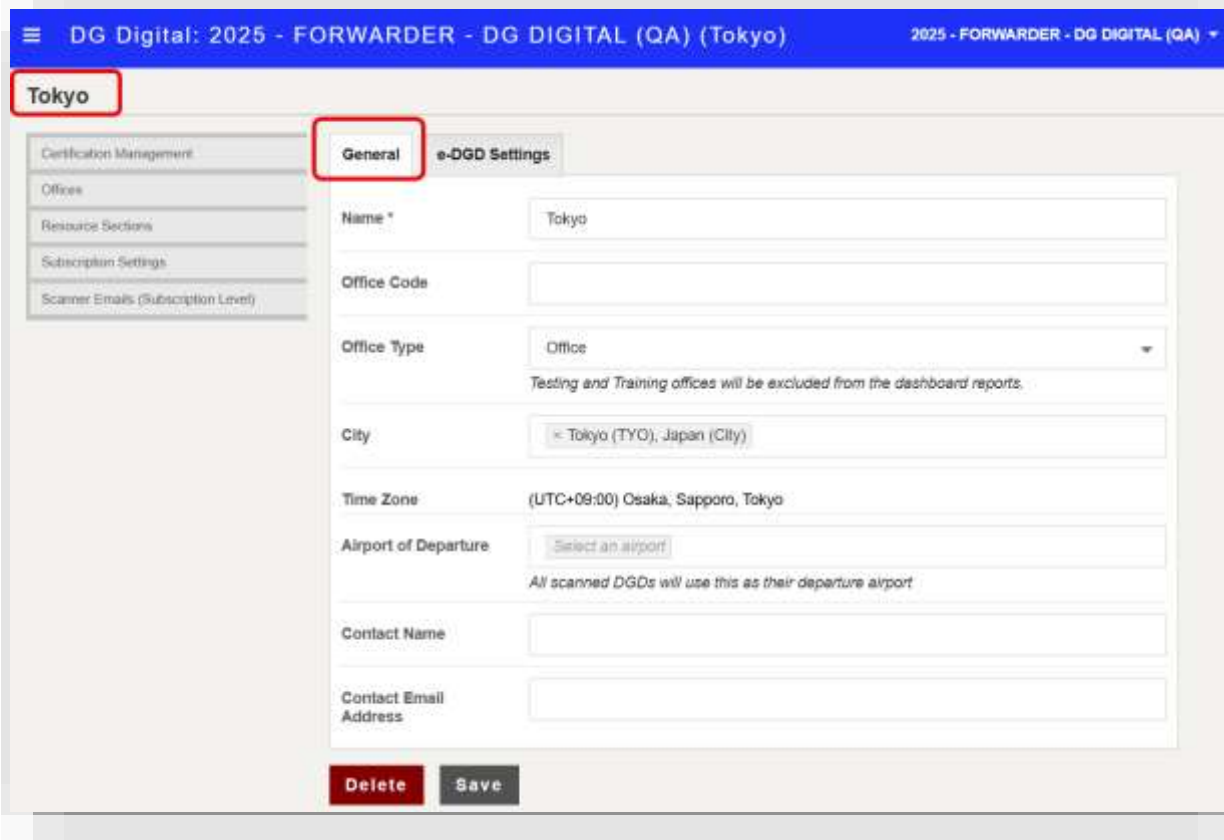 ≡ DG Digital: 2025 - FORWARDER - DG DIGITAL (QA) (Tokyo)
2025 - FORWARDER - DG DIGITAL (QA)
Tokyo
Certification Management
Offices
Resource Sections
Subscription Settings
Scanner Emails (Subscription Level)
General
e-DGD Settings
Name *
Tokyo
Office Code
Office Type
Office
Testing and Training offices will be excluded from the dashboard reports.
City
× Tokyo (TYO), Japan (City)
Time Zone
(UTC+09:00) Osaka, Sapporo, Tokyo
Airport of Departure
Select an airport
All scanned DGDs will use this as their departure airport
Contact Name
Contact Email
Address
Delete
Save